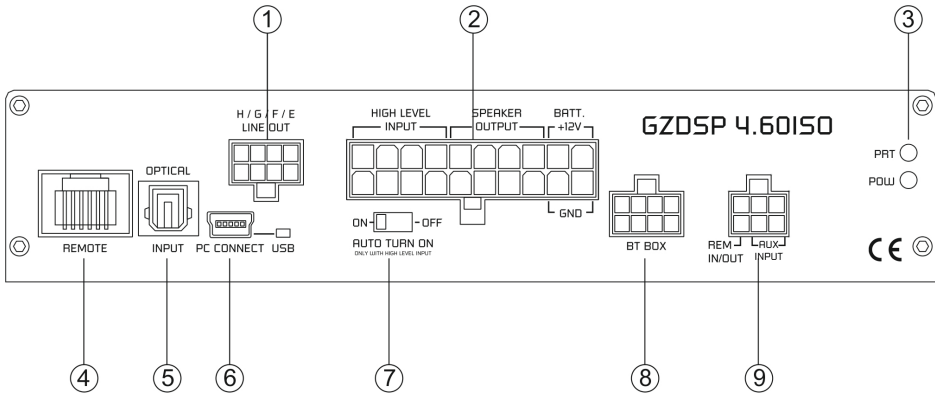 1
2
3
H / G / F / E
LINE OUT
HIGH LEVEL
INPUT
SPEAKER
OUTPUT
BATT.
+12V
GZDSP 4.60ISO
PRT
POW
OPTICAL
GND
ON
OFF
REMOTE
INPUT
PC CONNECT
USB
AUTO TURN ON
ONLY WITH HIGH LEVEL INPUT
BT BOX
REM
IN/OUT
AUX
INPUT
CE
4
5
6
7
8
9